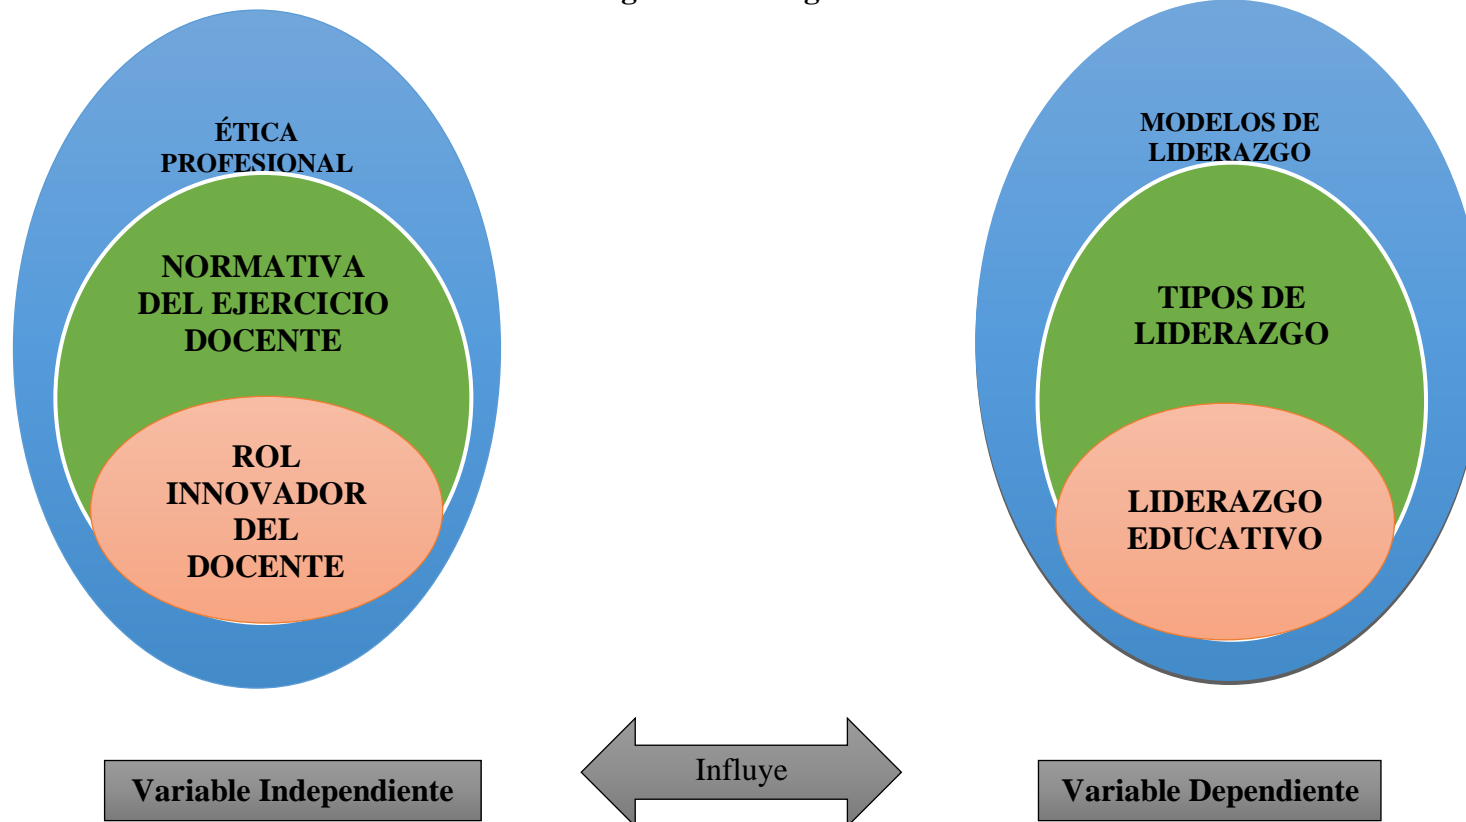 ÉTICA
PROFESIONAL
NORMATIVA
DEL EJERCICIO
DOCENTE
ROL
INNOVADOR
DEL
DOCENTE
MODELOS DE
LIDERAZGO
TIPOS DE
LIDERAZGO
LIDERAZGO
EDUCATIVO
Variable Independiente
Influye
Variable Dependiente